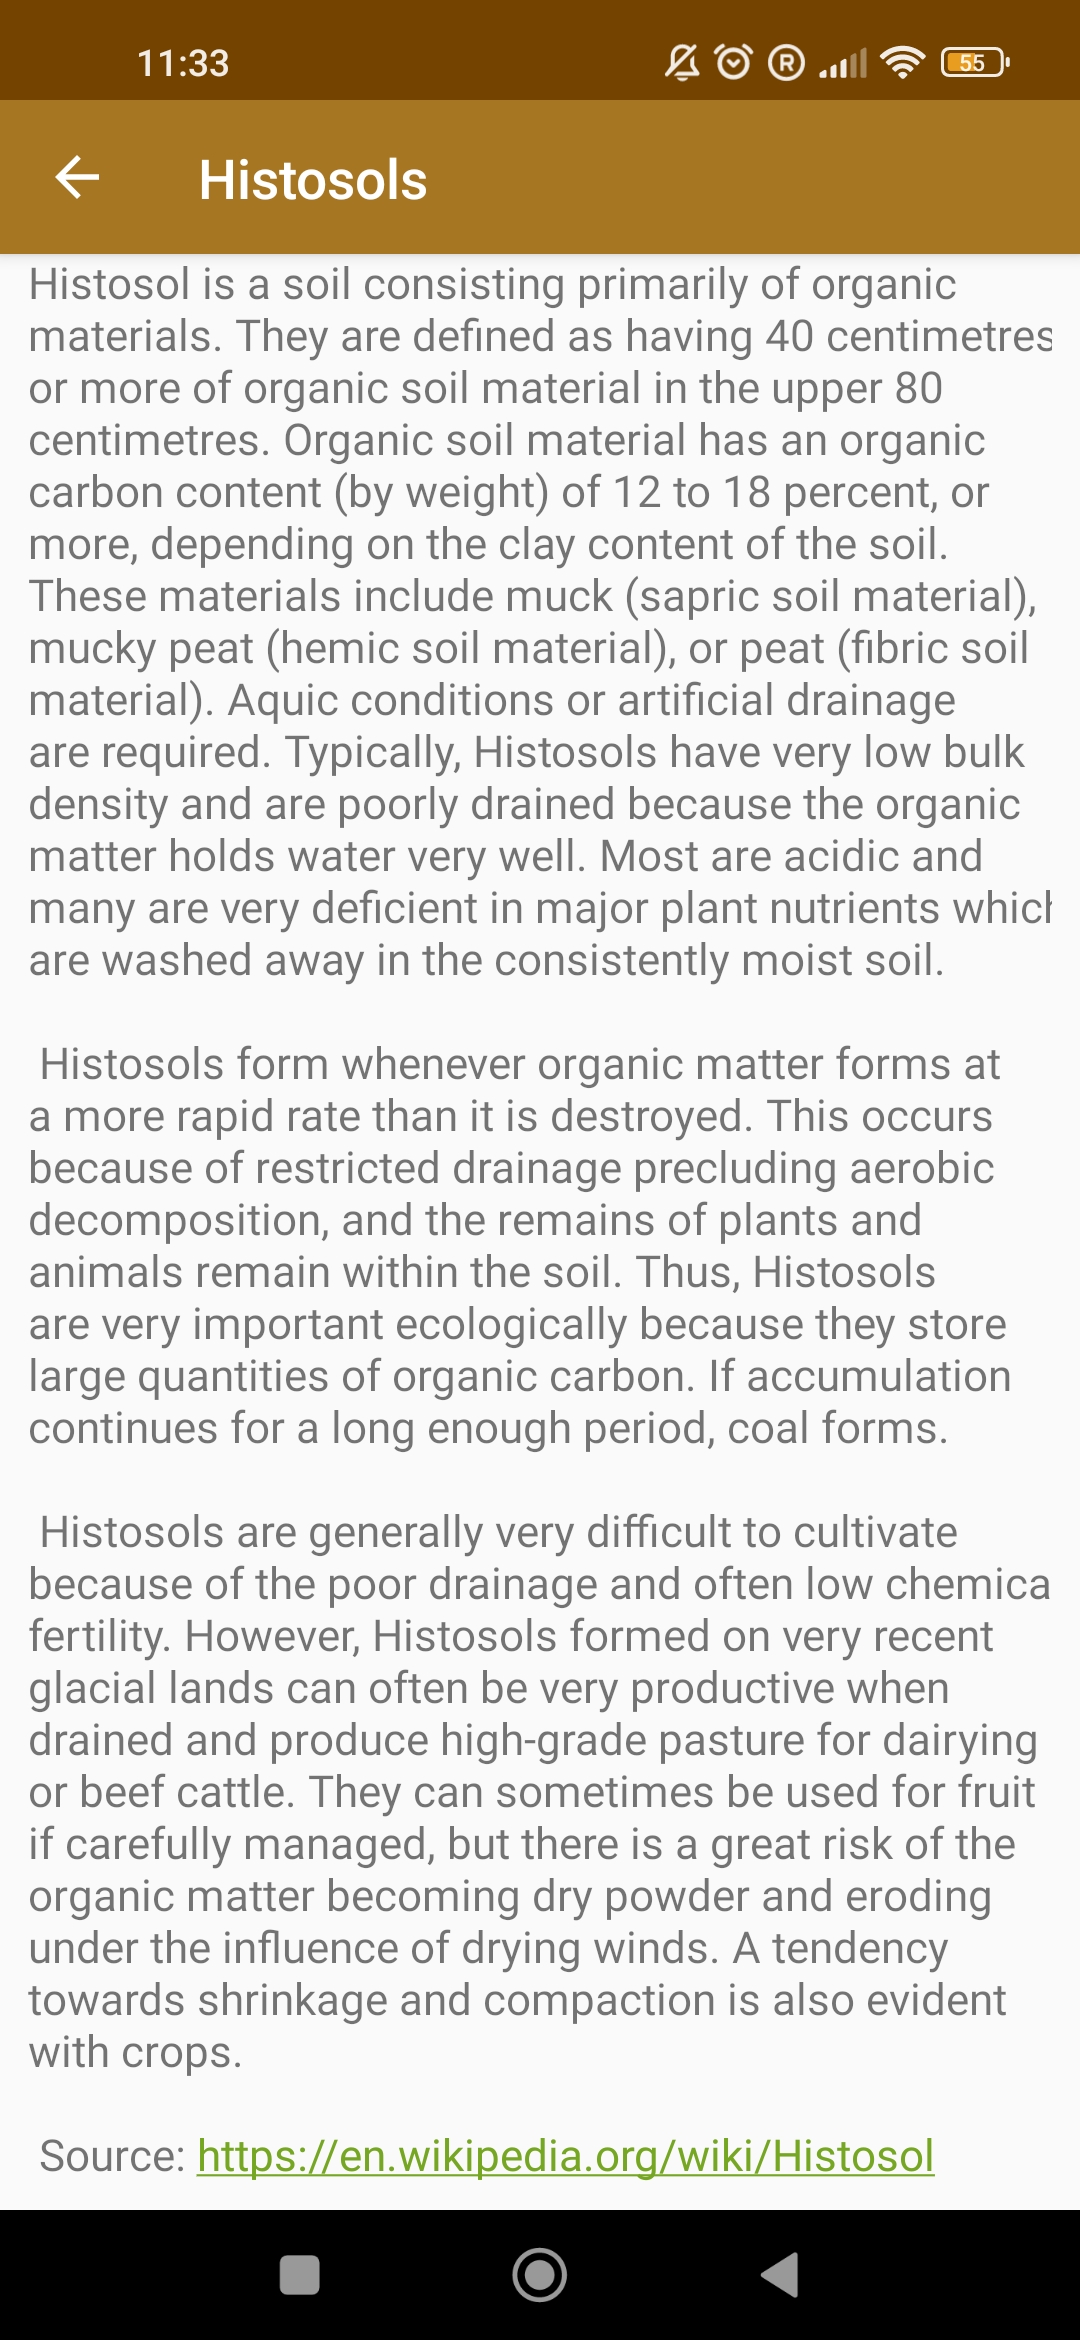 11:33
R
55
Histosols
Histosol is a soil consisting primarily of organic
materials. They are defined as having 40 centimetres
or more of organic soil material in the upper 80
centimetres. Organic soil material has an organic
carbon content (by weight) of 12 to 18 percent, or
more, depending on the clay content of the soil.
These materials include muck (sapric soil material),
mucky peat (hemic soil material), or peat (fibric soil
material). Aquic conditions or artificial drainage
are required. Typically, Histosols have very low bulk
density and are poorly drained because the organic
matter holds water very well. Most are acidic and
many are very deficient in major plant nutrients which
are washed away in the consistently moist soil.
Histosols form whenever organic matter forms at
a more rapid rate than it is destroyed. This occurs
because of restricted drainage precluding aerobic
decomposition, and the remains of plants and
animals remain within the soil. Thus, Histosols
are very important ecologically because they store
large quantities of organic carbon. If accumulation
continues for a long enough period, coal forms.
Histosols are generally very difficult to cultivate
because of the poor drainage and often low chemica
fertility. However, Histosols formed on very recent
glacial lands can often be very productive when
drained and produce high-grade pasture for dairying
or beef cattle. They can sometimes be used for fruit
if carefully managed, but there is a great risk of the
organic matter becoming dry powder and eroding
under the influence of drying winds. A tendency
towards shrinkage and compaction is also evident
with crops.
Source: https://en.wikipedia.org/wiki/Histosol